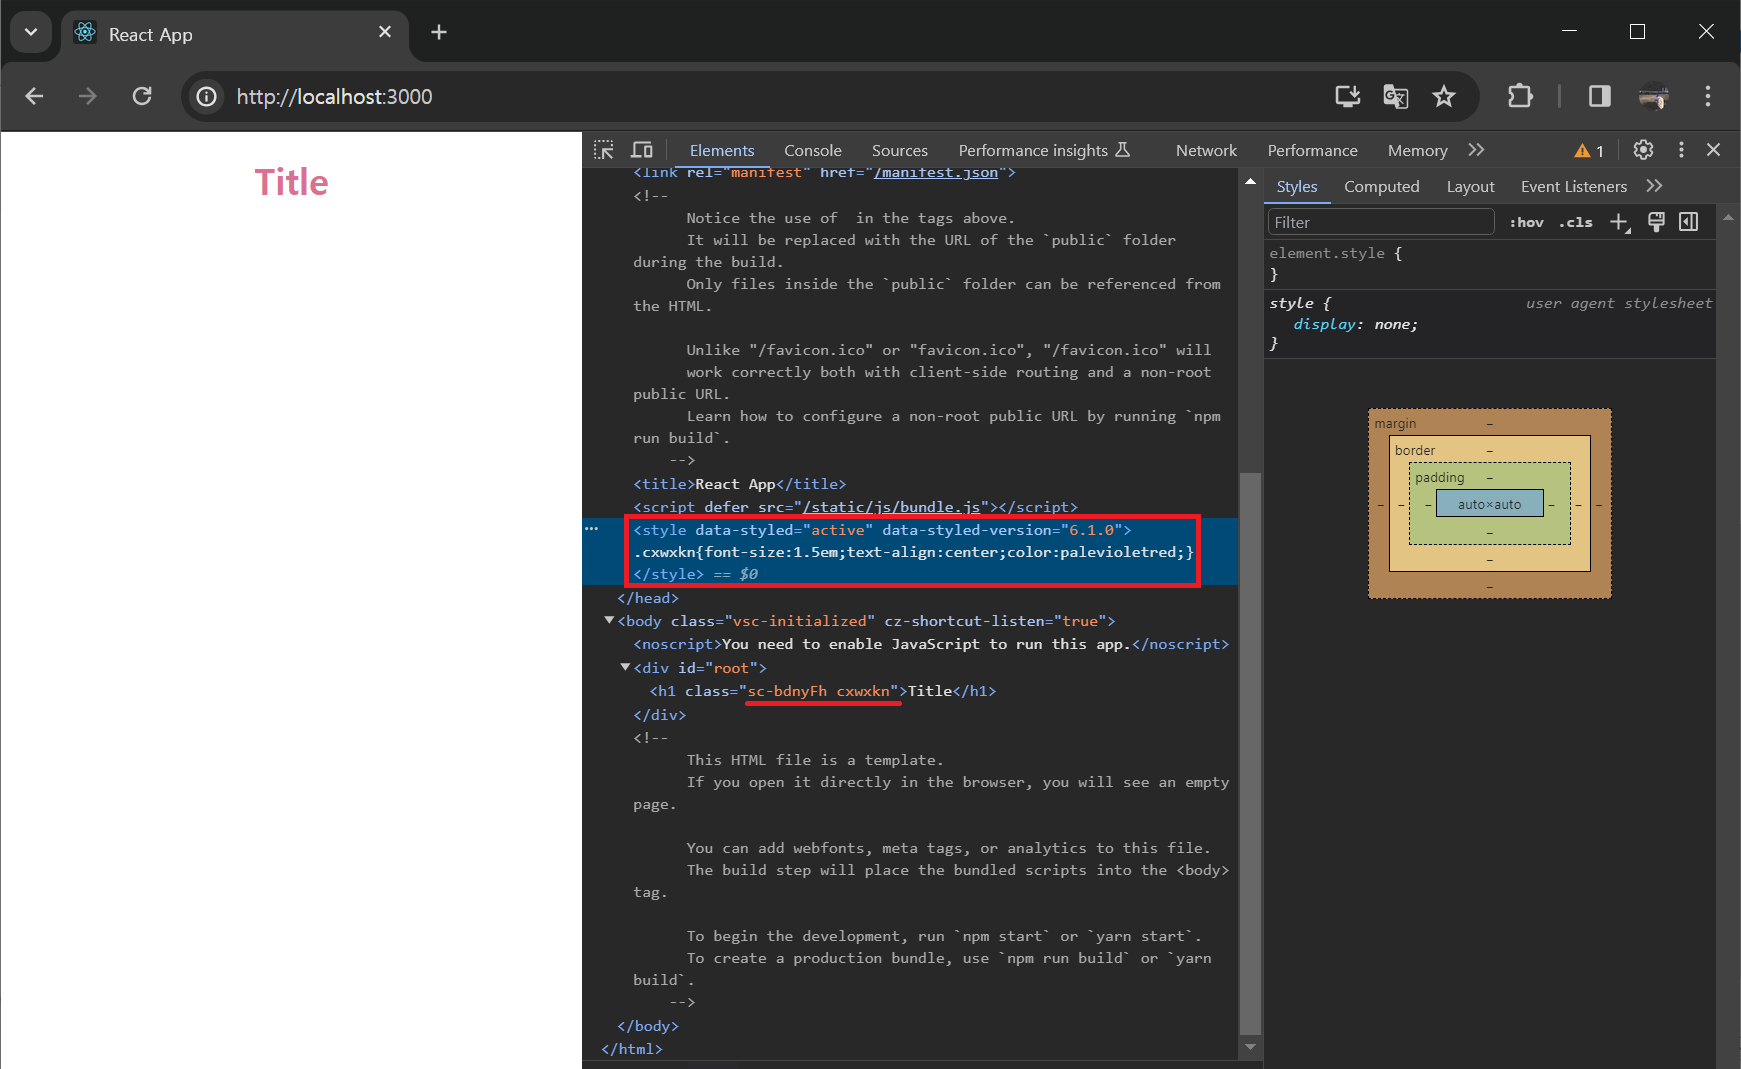 React App
http://localhost:3000
Title
Elements Console Sources Performance insights Network Performance Memory 1
<link rel="manifest" href="/manifest.json">
<!--
Notice the use of  in the tags above.
It will be replaced with the URL of the `public` folder
during the build.
Only files inside the `public` folder can be referenced from
the HTML.
Unlike "/favicon.ico" or "favicon.ico", "/favicon.ico" will
work correctly both with client-side routing and a non-root
public URL.
Learn how to configure a non-root public URL by running `npm
run build`.
-->
<title>React App</title>
<script defer src="/static/js/bundle.js"></script>
<style data-styled="active" data-styled-version="6.1.0">
.cxwxkn{font-size:1.5em;text-align:center;color:palevioletred;}
</style> == $0
</head>
<body class="vsc-initialized" cz-shortcut-listen="true">
<noscript>You need to enable JavaScript to run this app.</noscript>
<div id="root">
<h1 class="sc-bdnyFh cxwxkn">Title</h1>
</div>
<!--
This HTML file is a template.
If you open it directly in the browser, you will see an empty
page.
You can add webfonts, meta tags, or analytics to this file.
The build step will place the bundled scripts into the <body>
tag.
To begin the development, run `npm start` or `yarn start`.
To create a production bundle, use `npm run build` or `yarn
build`.
-->
</body>
</html>
Styles Computed Layout Event Listeners
Filter :hov .cls
element.style {
}
style { user agent stylesheet
display: none;
}
margin –
border –
padding –
– – – auto×auto – – –
–
–
–